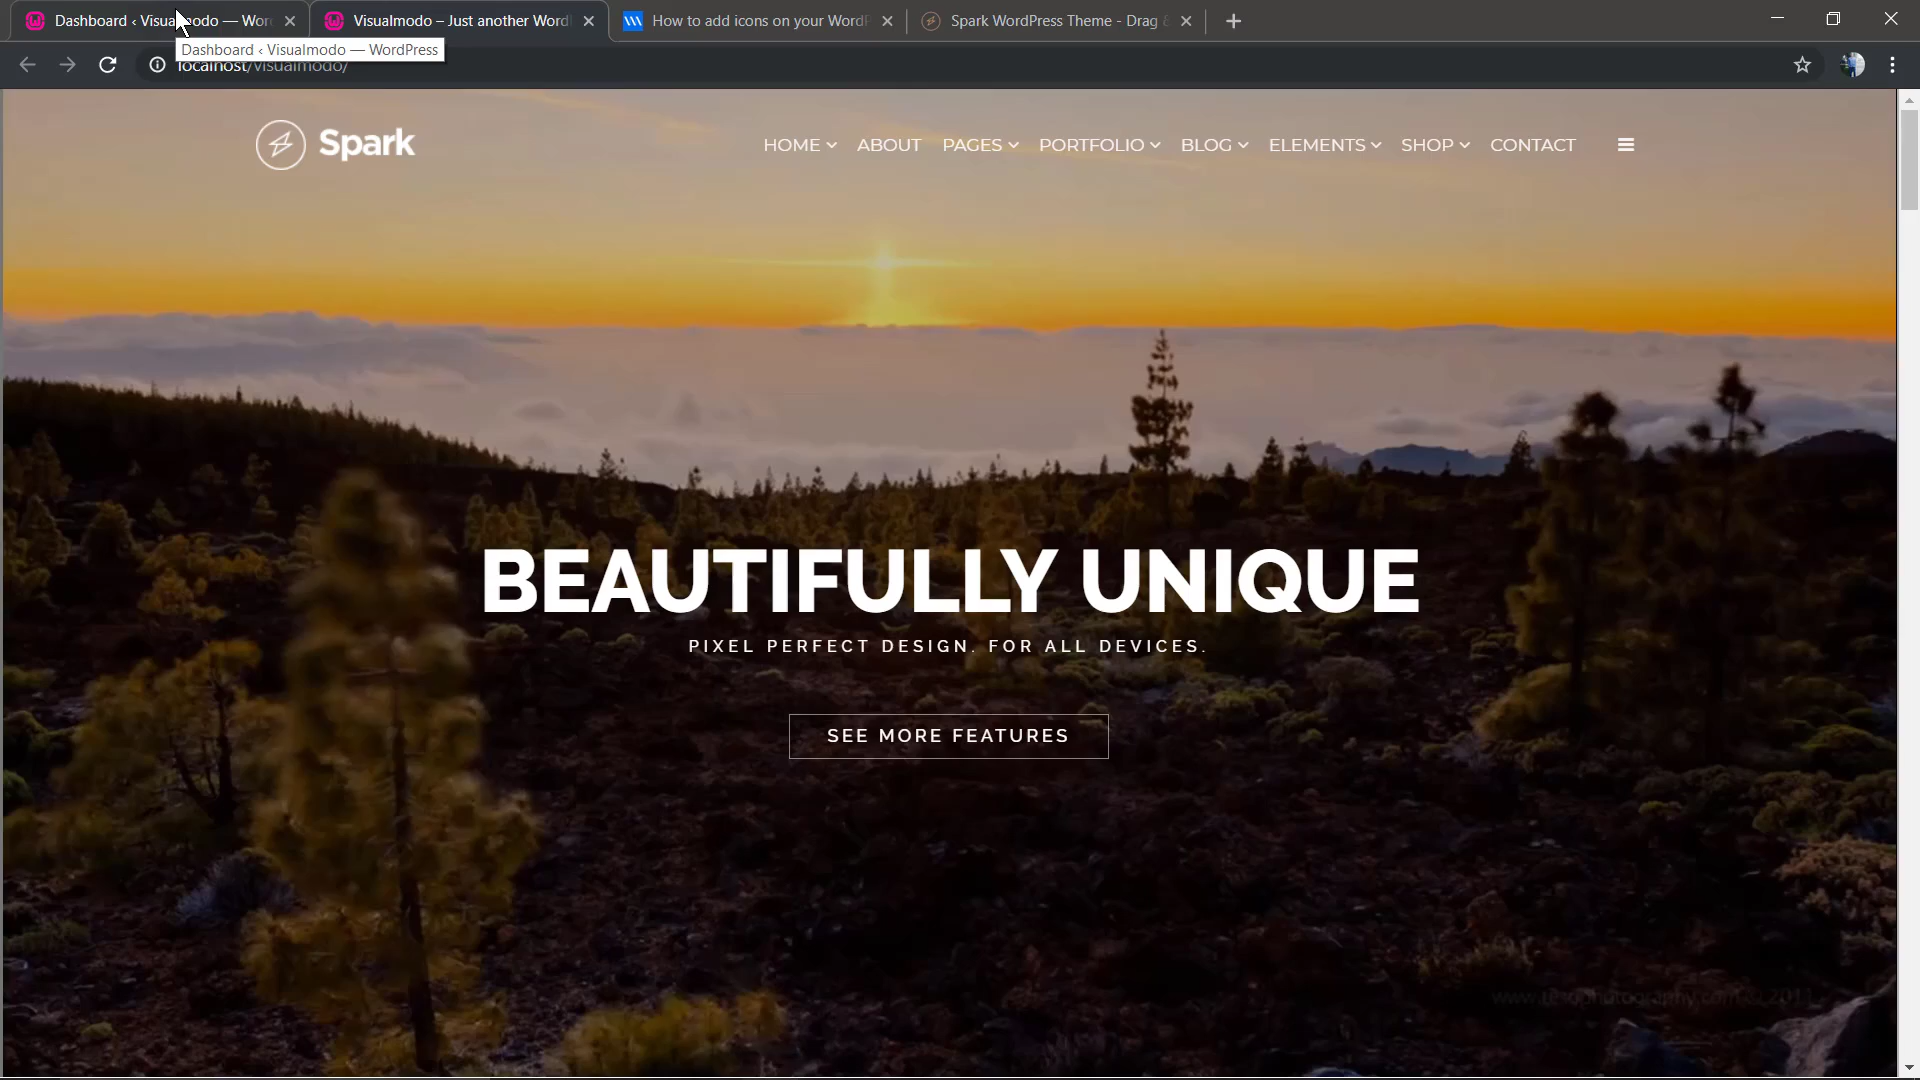 Dashboard ‹ Visualmodo — Wor
Visualmodo – Just another Word
How to add icons on your WordP
Spark WordPress Theme - Drag &
Dashboard ‹ Visualmodo — WordPress
localhost/visualmodo/
Spark
HOME
ABOUT
PAGES
PORTFOLIO
BLOG
ELEMENTS
SHOP
CONTACT
BEAUTIFULLY UNIQUE
PIXEL PERFECT DESIGN. FOR ALL DEVICES.
SEE MORE FEATURES